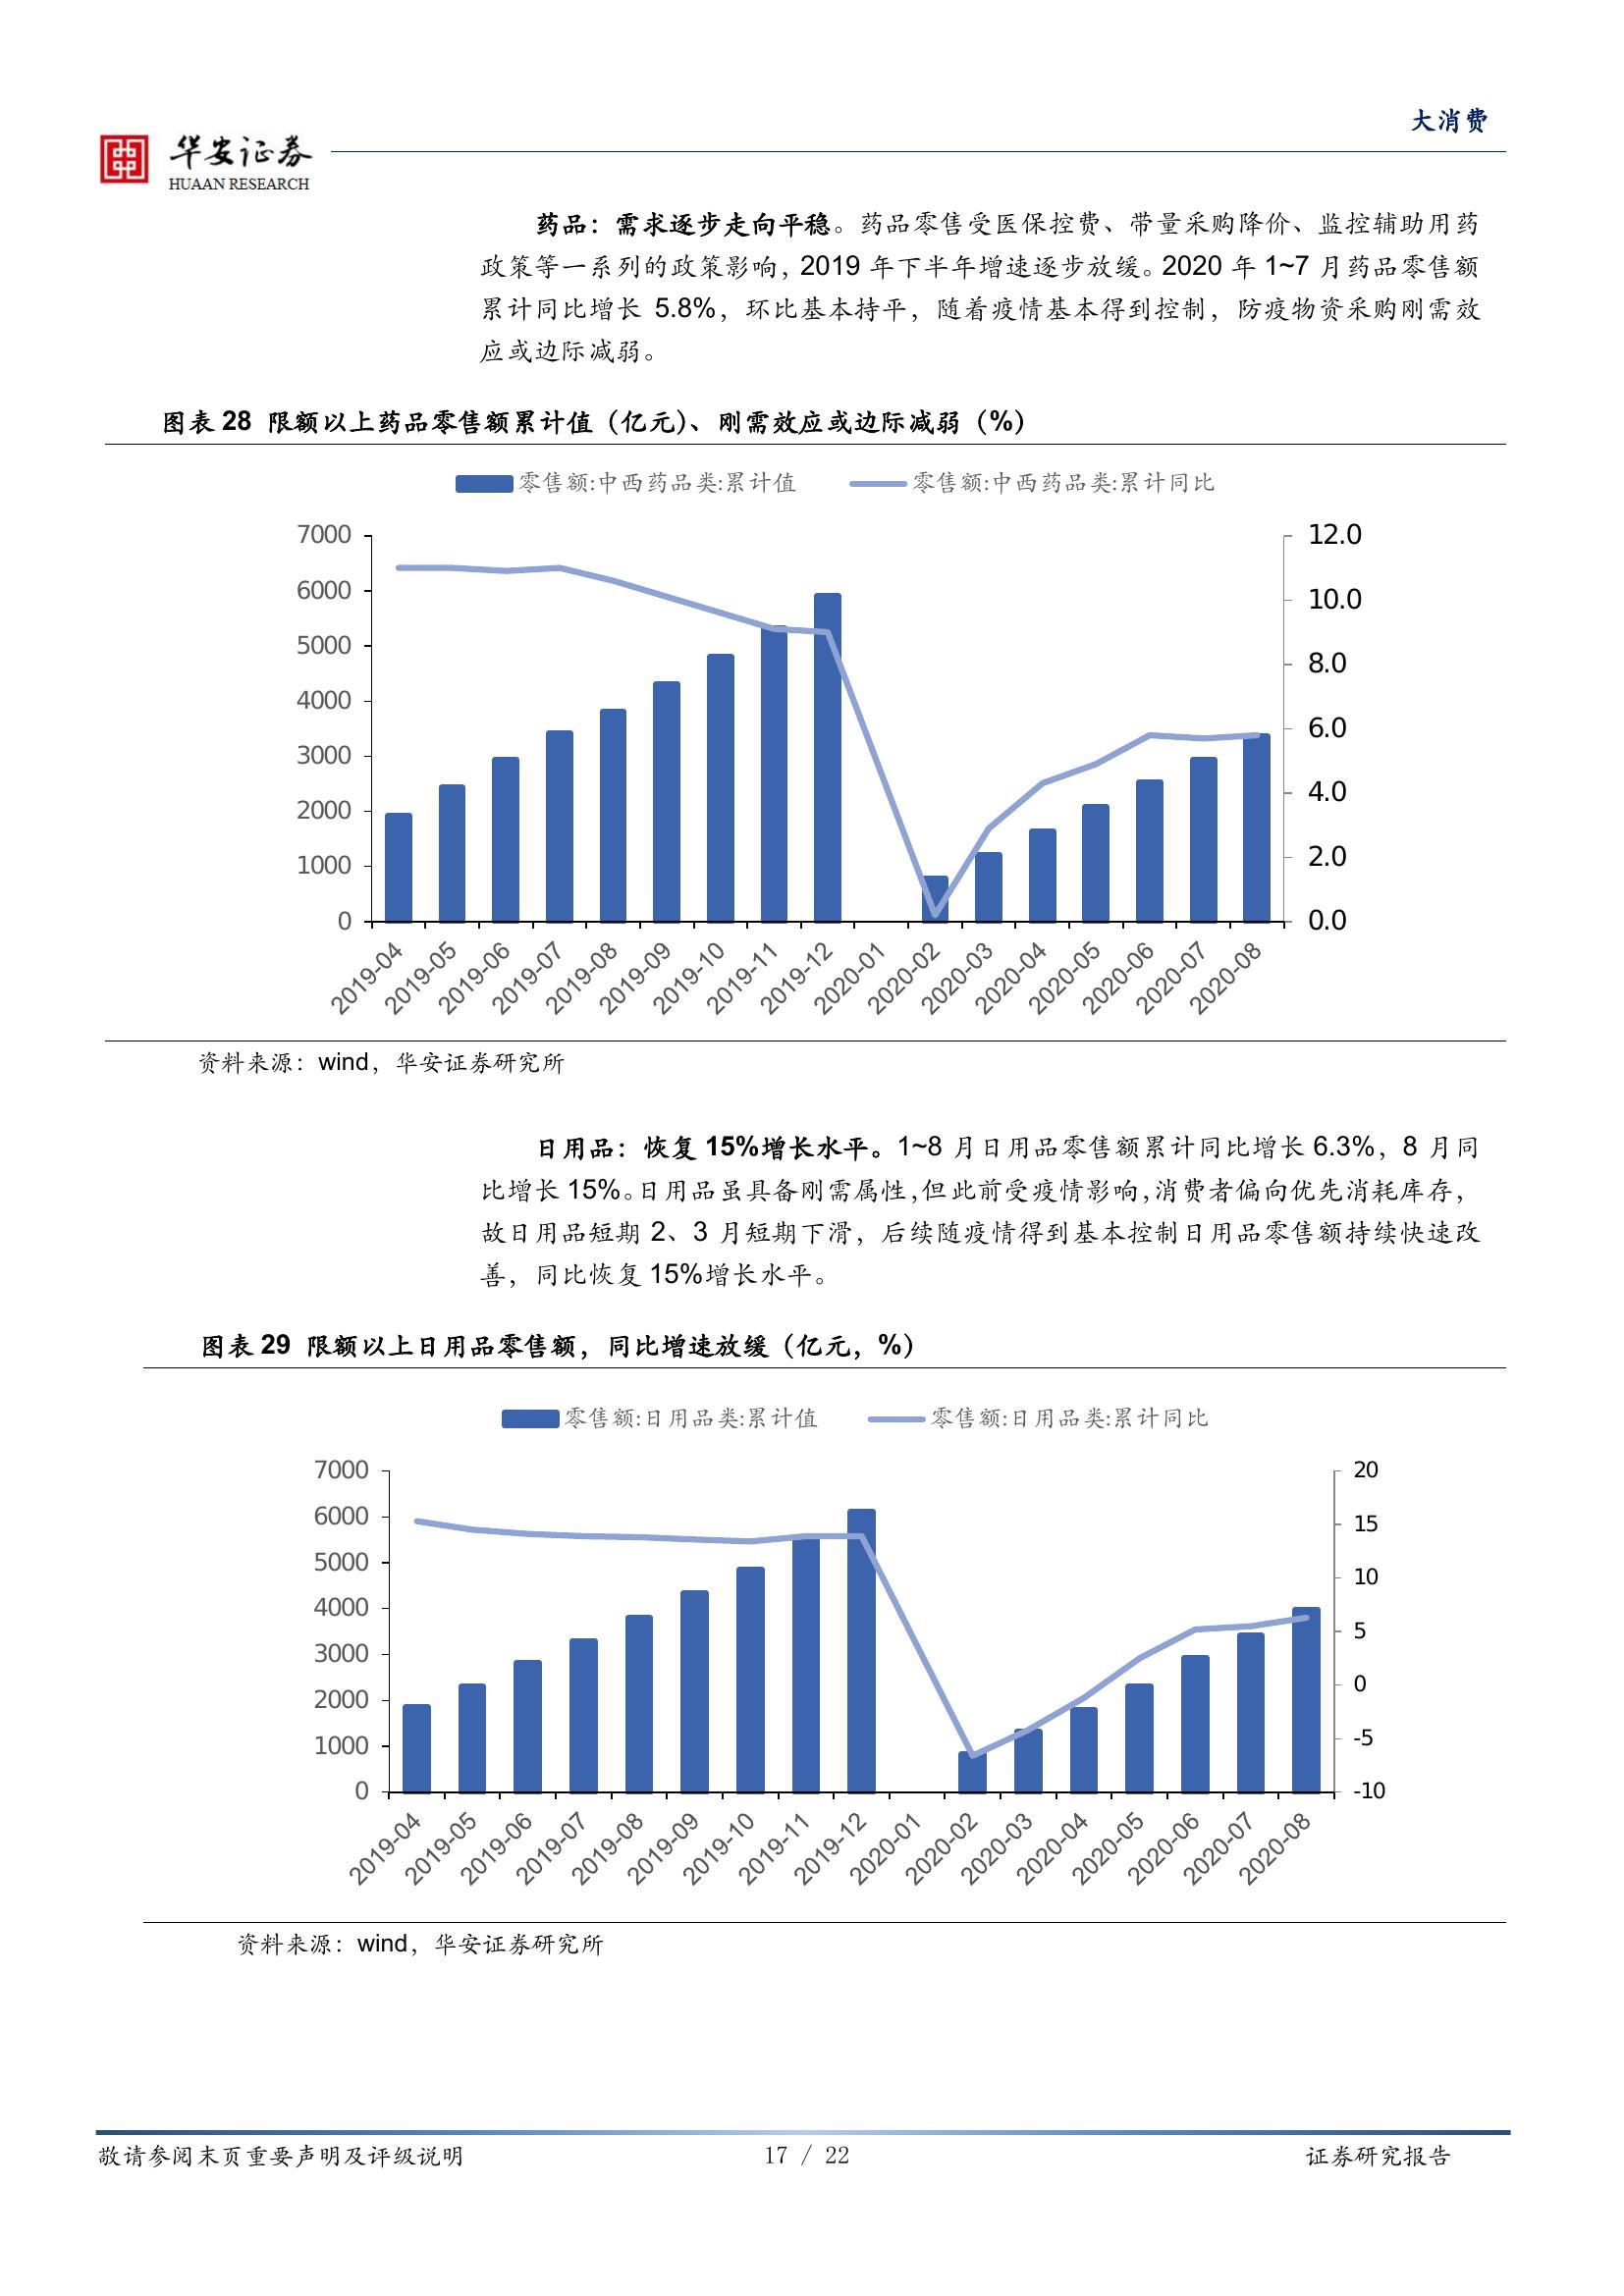 大消费
华安证券
HUAAN RESEARCH
药品：需求逐步走向平稳。药品零售受医保控费、带量采购降价、监控辅助用药
政策等一系列的政策影响，2019 年下半年增速逐步放缓。2020 年 1~7 月药品零售额
累计同比增长 5.8%，环比基本持平，随着疫情基本得到控制，防疫物资采购刚需效
应或边际减弱。
图表 28 限额以上药品零售额累计值（亿元）、刚需效应或边际减弱（%）
零售额:中西药品类:累计值 零售额:中西药品类:累计同比
7000 12.0
6000 10.0
5000 8.0
4000 6.0
3000 4.0
2000 2.0
1000 0.0
0
2019-04 2019-05 2019-06 2019-07 2019-08 2019-09 2019-10 2019-11 2019-12 2020-01 2020-02 2020-03 2020-04 2020-05 2020-06 2020-07 2020-08
资料来源：wind，华安证券研究所
日用品：恢复 15%增长水平。1~8 月日用品零售额累计同比增长 6.3%，8 月同
比增长 15%。日用品虽具备刚需属性，但此前受疫情影响，消费者偏向优先消耗库存，
故日用品短期 2、3 月短期下滑，后续随疫情得到基本控制日用品零售额持续快速改
善，同比恢复 15%增长水平。
图表 29 限额以上日用品零售额，同比增速放缓（亿元，%）
零售额:日用品类:累计值 零售额:日用品类:累计同比
7000 20
6000 15
5000 10
4000 5
3000 0
2000 -5
1000 -10
0
2019-04 2019-05 2019-06 2019-07 2019-08 2019-09 2019-10 2019-11 2019-12 2020-01 2020-02 2020-03 2020-04 2020-05 2020-06 2020-07 2020-08
资料来源：wind，华安证券研究所
敬请参阅末页重要声明及评级说明 17 / 22 证券研究报告